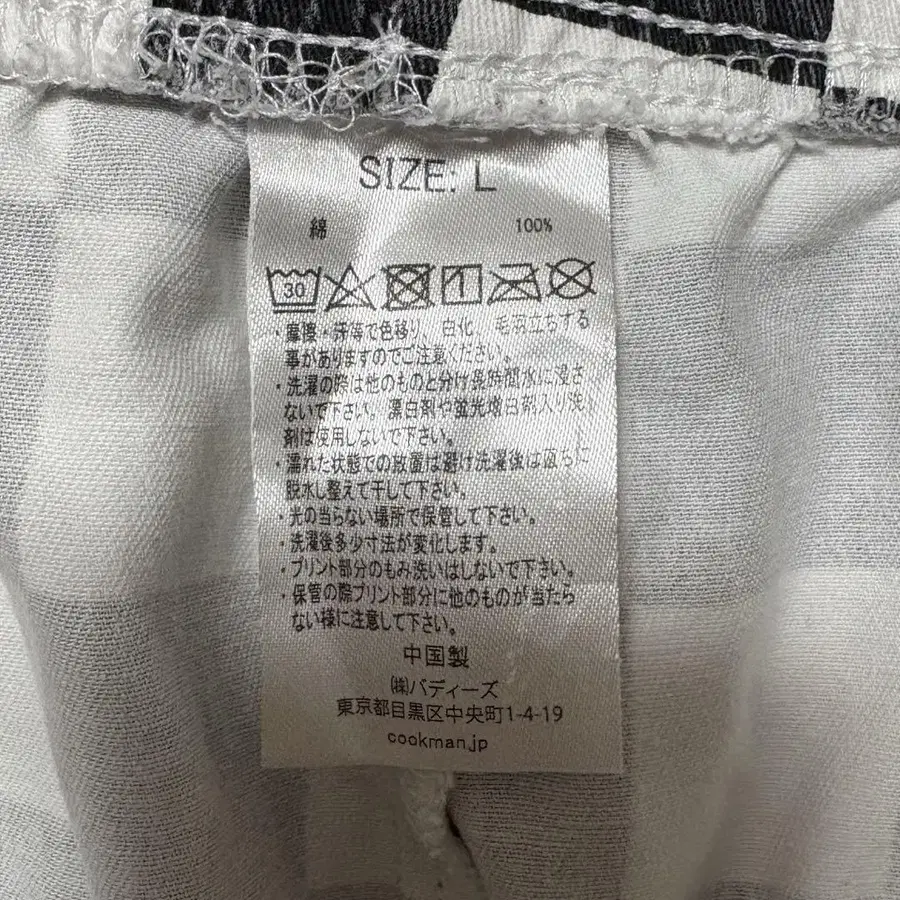 SIZE: L
綿 100%
30
・摩擦・汗等で色移り、白化、毛羽立ちする
事がありますのでご注意ください。
・洗濯の際は他のものと分け長時間水に浸さ
ないで下さい。漂白剤や蛍光増白剤入り洗
剤は使用しないで下さい。
・濡れた状態での放置は避け洗濯後は直ちに
脱水し整えて干して下さい。
・光の当らない場所で保管して下さい。
・洗濯後多少寸法が変化します。
・プリント部分のもみ洗いはしないで下さい。
・保管の際プリント部分に他のものが当たら
ない様に注意して下さい。
中国製
㈱バディーズ
東京都目黒区中央町1-4-19
cookman.jp